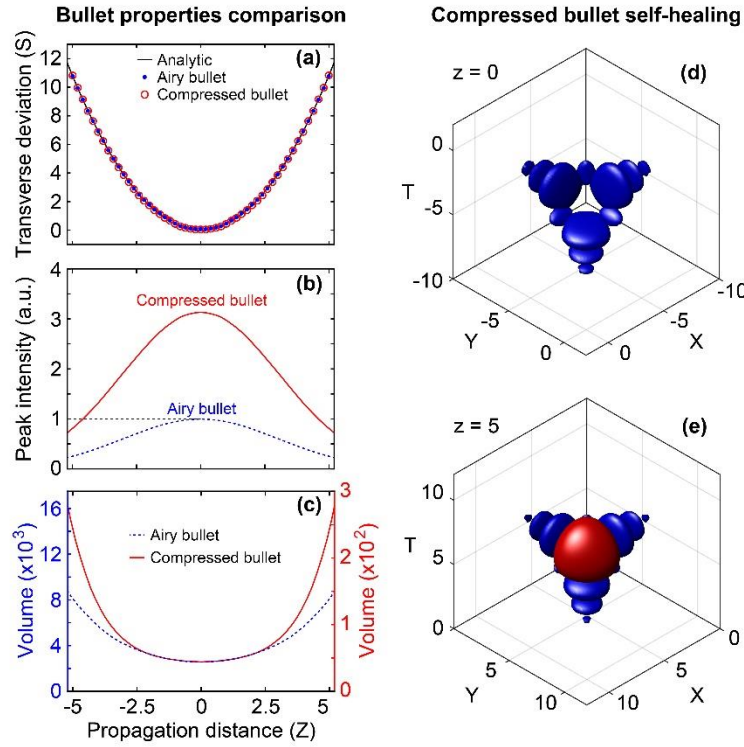 Bullet properties comparison
(a)
Transverse deviation (S)
12
10
8
6
4
2
0
Analytic
Airy bullet
Compressed bullet
(b)
Peak intensity (a.u.)
4
3
2
1
0
Compressed bullet
Airy bullet
(c)
Volume (x10³)
16
12
8
4
0
Airy bullet
Compressed bullet
3
2
1
0
Volume (x10²)
-5 -2.5 0 2.5 5
Propagation distance (Z)
Compressed bullet self-healing
z = 0
(d)
T
0
-5
-10
-5
0
Y
-10
-5
0
X
z = 5
(e)
T
10
5
0
5
10
Y
0
5
10
X